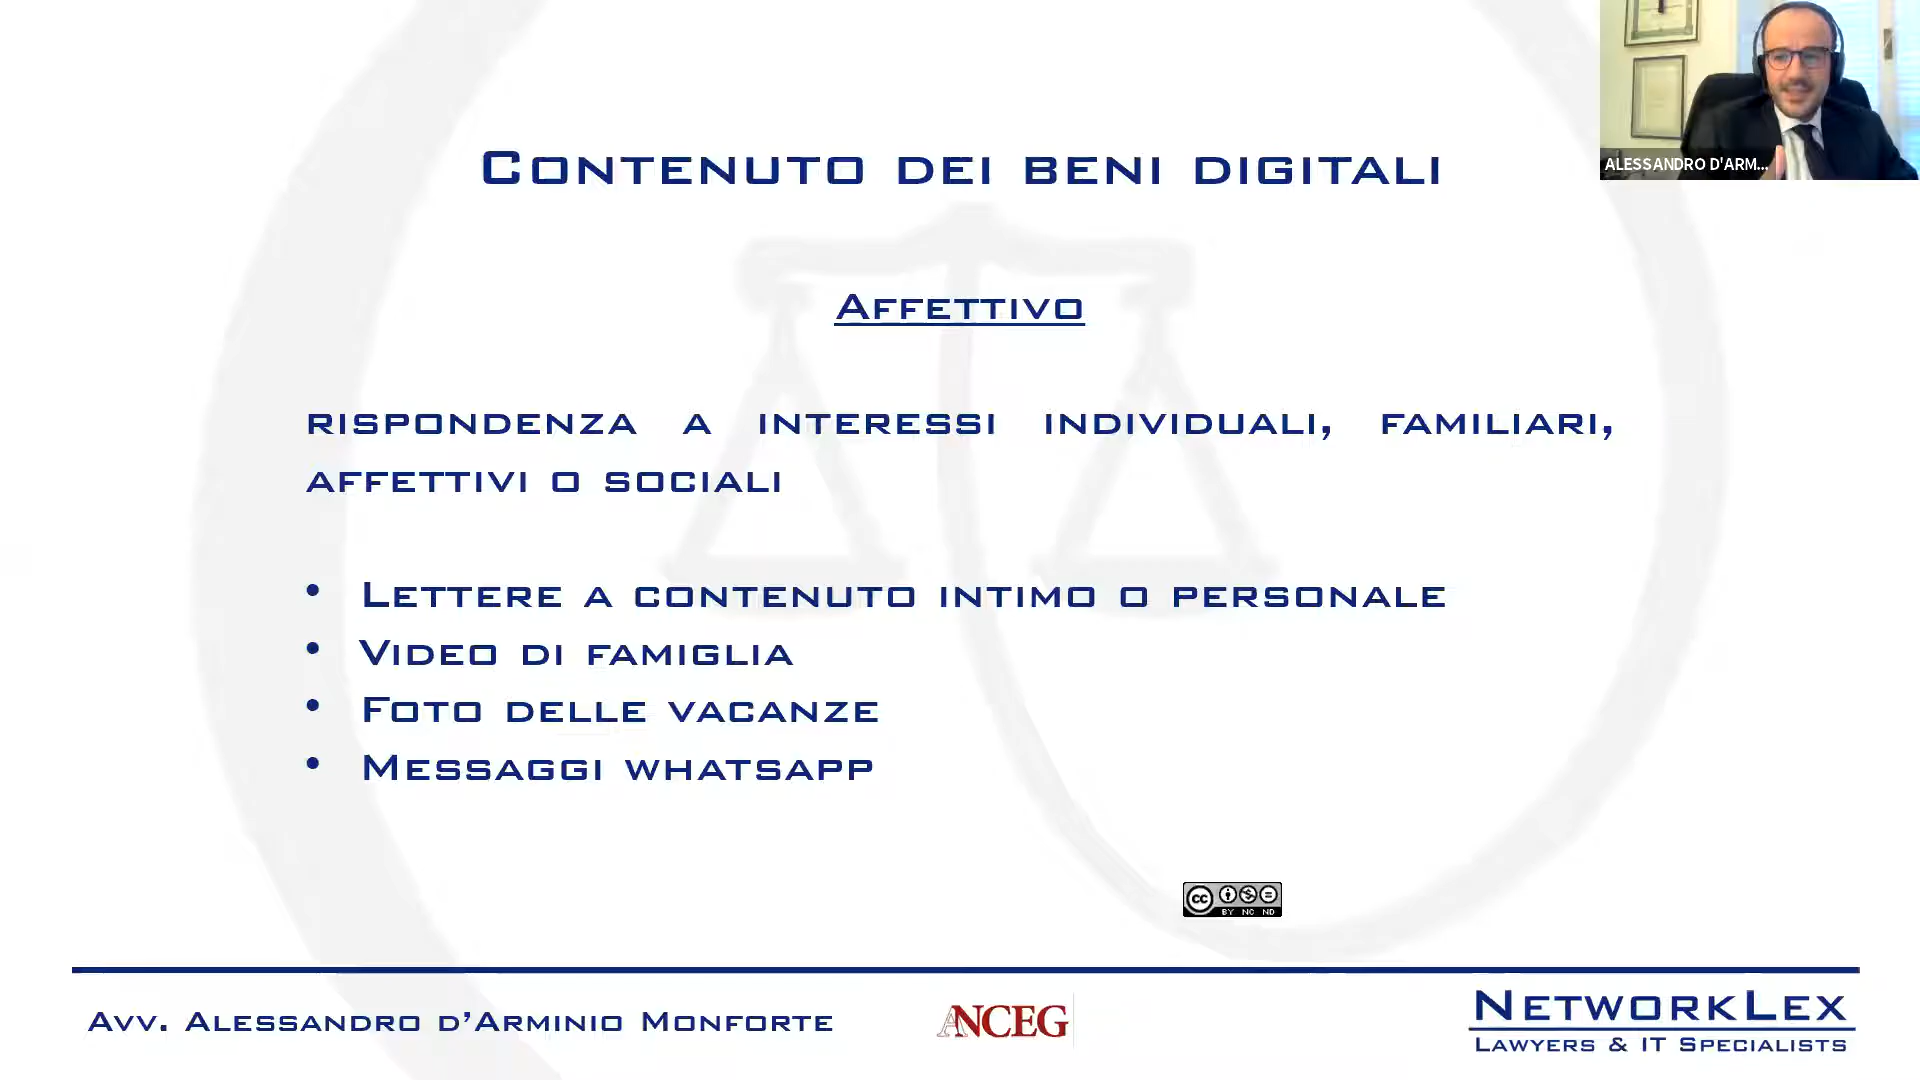 Contenuto dei beni digitali
ALESSANDRO D'ARM...
Affettivo
rispondenza a interessi individuali, familiari,
affettivi o sociali
• Lettere a contenuto intimo o personale
• Video di famiglia
• Foto delle vacanze
• Messaggi whatsapp
cc BY NC ND
Avv. Alessandro d'Arminio Monforte
ANCEG
NetworkLex
Lawyers & IT Specialists